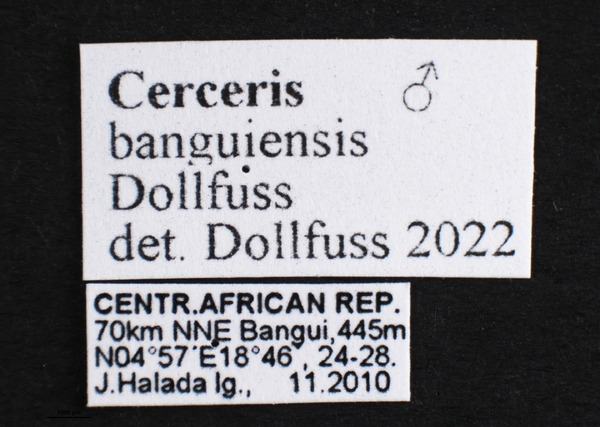 Cerceris ♂
banguiensis
Dollfuss
det. Dollfuss 2022
CENTR.AFRICAN REP.
70km NNE Bangui,445m
N04°57´E18°46´, 24-28.
J.Halada lg., 11.2010